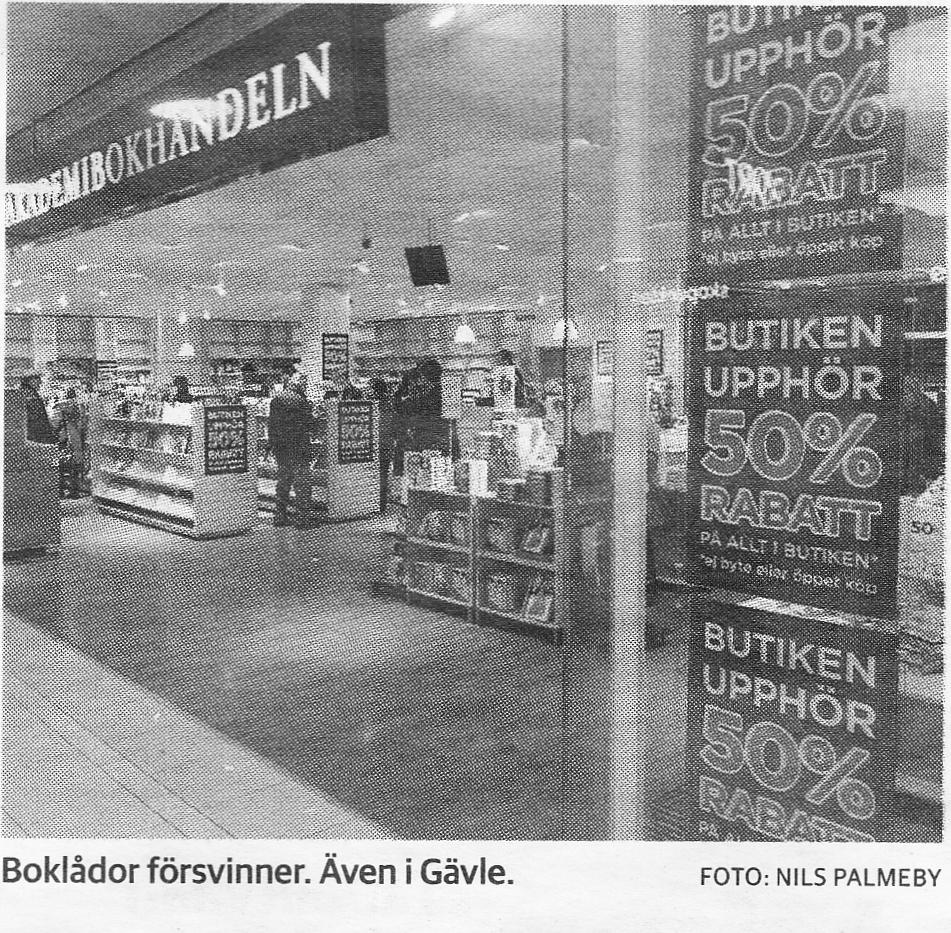 AKADEMIBOKHANDELN
BUTIKEN
UPPHÖR
50%
RABATT
PÅ ALLT I BUTIKEN*
*ej byte eller öppet köp
BUTIKEN
UPPHÖR
50%
RABATT
PÅ ALLT I BUTIKEN*
*ej byte eller öppet köp
BUTIKEN
UPPHÖR
50%
RABATT
BUTIKEN
UPPHÖR
50%
RABATT
BUTIKEN
UPPHÖR
50%
RABATT
50:-
Boklådor försvinner. Även i Gävle.
FOTO: NILS PALMEBY